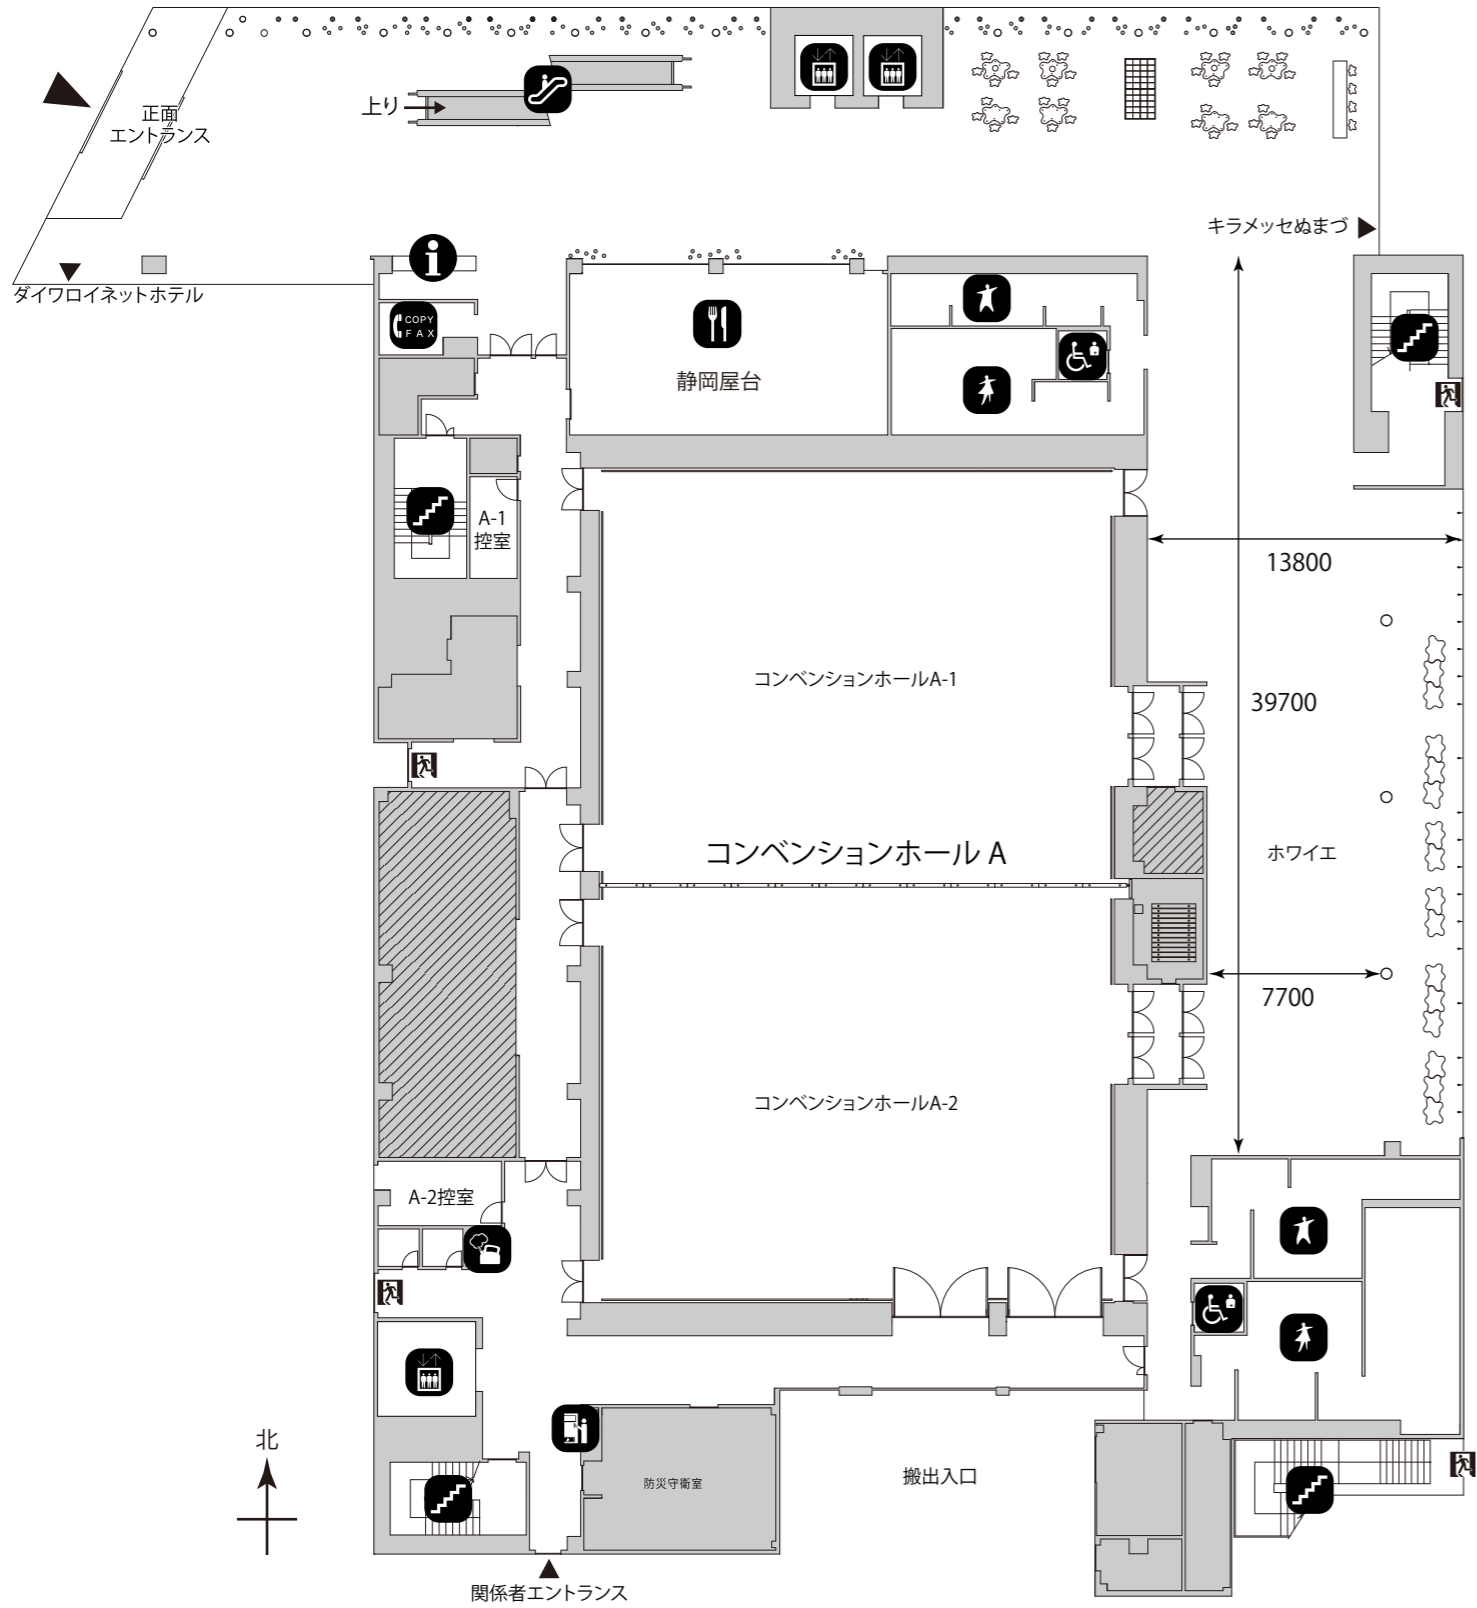 正面
エントランス
上り
キラメッセぬまづ
ダイワロイネットホテル
COPY
FAX
静岡屋台
A-1
控室
13800
コンベンションホールA-1
39700
コンベンションホール A
ホワイエ
7700
コンベンションホールA-2
A-2控室
北
防災守衛室
搬出入口
関係者エントランス